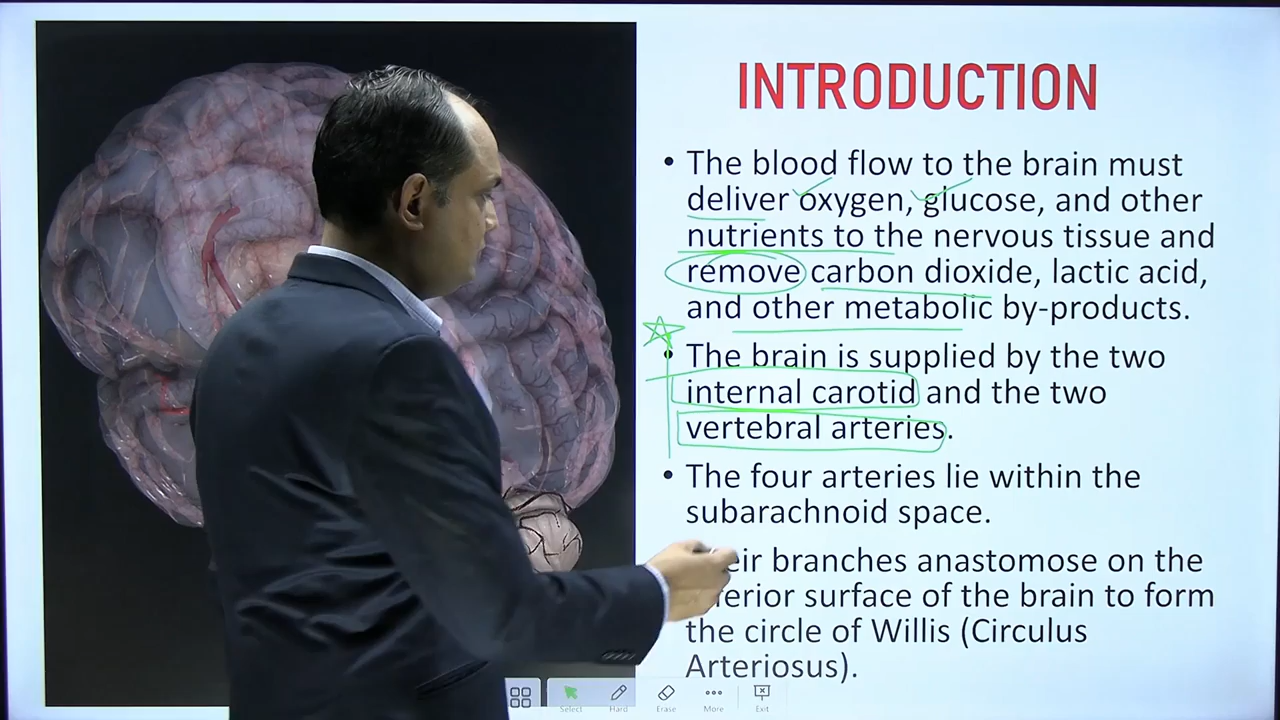 INTRODUCTION
• The blood flow to the brain must
deliver oxygen, glucose, and other
nutrients to the nervous tissue and
remove carbon dioxide, lactic acid,
and other metabolic by-products.
• The brain is supplied by the two
internal carotid and the two
vertebral arteries.
• The four arteries lie within the
subarachnoid space.
branches anastomose on the
surface of the brain to form
the circle of Willis (Circulus
Arteriosus).
Select Hard Erase More Exit